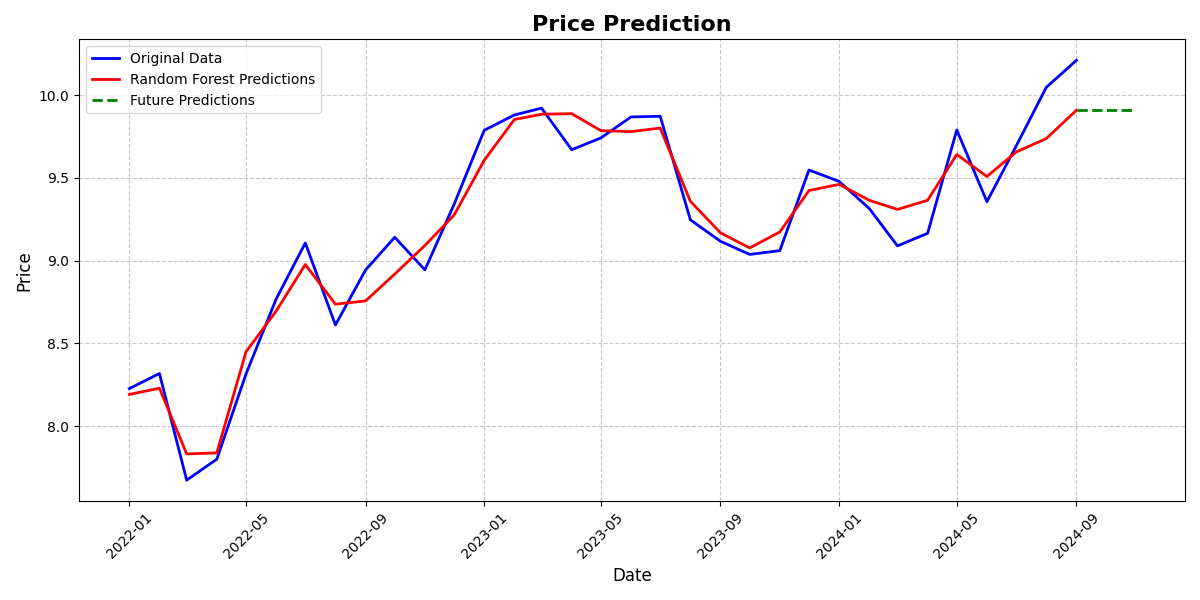 Price Prediction
Original Data
Random Forest Predictions
Future Predictions
Price
10.0
9.5
9.0
8.5
8.0
2022-01
2022-05
2022-09
2023-01
2023-05
2023-09
2024-01
2024-05
2024-09
Date